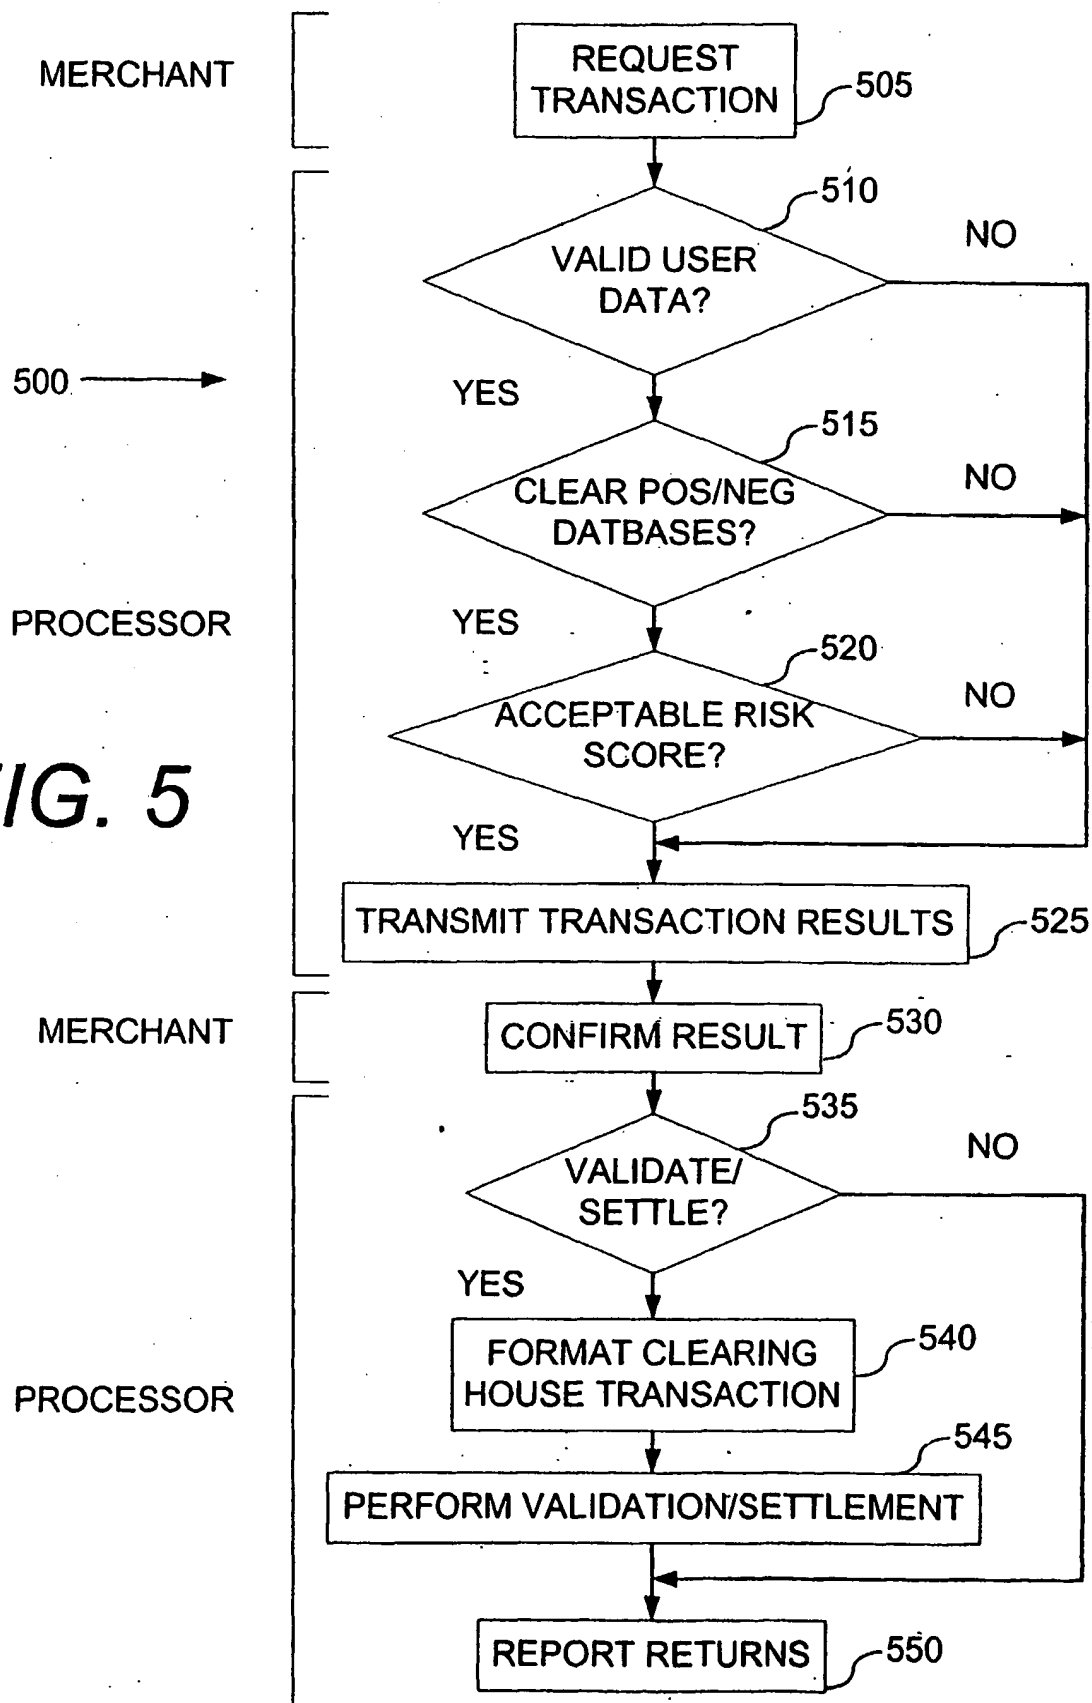 MERCHANT
REQUEST
TRANSACTION
505
510
VALID USER
DATA?
NO
500
YES
515
CLEAR POS/NEG
DATBASES?
NO
PROCESSOR
YES
520
ACCEPTABLE RISK
SCORE?
NO
IG. 5
YES
TRANSMIT TRANSACTION RESULTS
525
MERCHANT
CONFIRM RESULT
530
535
VALIDATE/
SETTLE?
NO
YES
FORMAT CLEARING
HOUSE TRANSACTION
540
PROCESSOR
545
PERFORM VALIDATION/SETTLEMENT
REPORT RETURNS
550